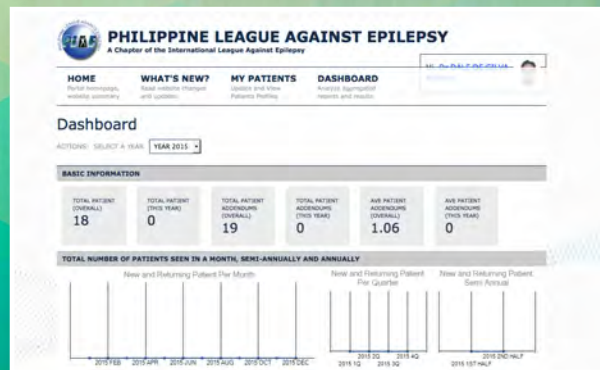 PHILIPPINE LEAGUE AGAINST EPILEPSY
A Chapter of the International League Against Epilepsy
HOME
Portal homepage, website summary
WHAT'S NEW?
Read website changes and updates.
MY PATIENTS
Update and View Patients Profiles
DASHBOARD
Analyze aggregated reports and results.
Dashboard
ACTIONS: SELECT A YEAR YEAR 2015
BASIC INFORMATION
TOTAL PATIENT (OVERALL)
18
TOTAL PATIENT (THIS YEAR)
0
TOTAL PATIENT ADDENDUMS (OVERALL)
19
TOTAL PATIENT ADDENDUMS (THIS YEAR)
0
AVE PATIENT ADDENDUMS (OVERALL)
1.06
AVE PATIENT ADDENDUMS (THIS YEAR)
0
TOTAL NUMBER OF PATIENTS SEEN IN A MONTH, SEMI-ANNUALLY AND ANNUALLY
New and Returning Patient Per Month
2015 FEB 2015 APR 2015 JUN 2015 AUG 2015 OCT 2015 DEC
New and Returning Patient Per Quarter
2015 2Q 2015 4Q
2015 1Q 2015 3Q
New and Returning Patient Semi Annual
2015 2ND HALF
2015 1ST HALF